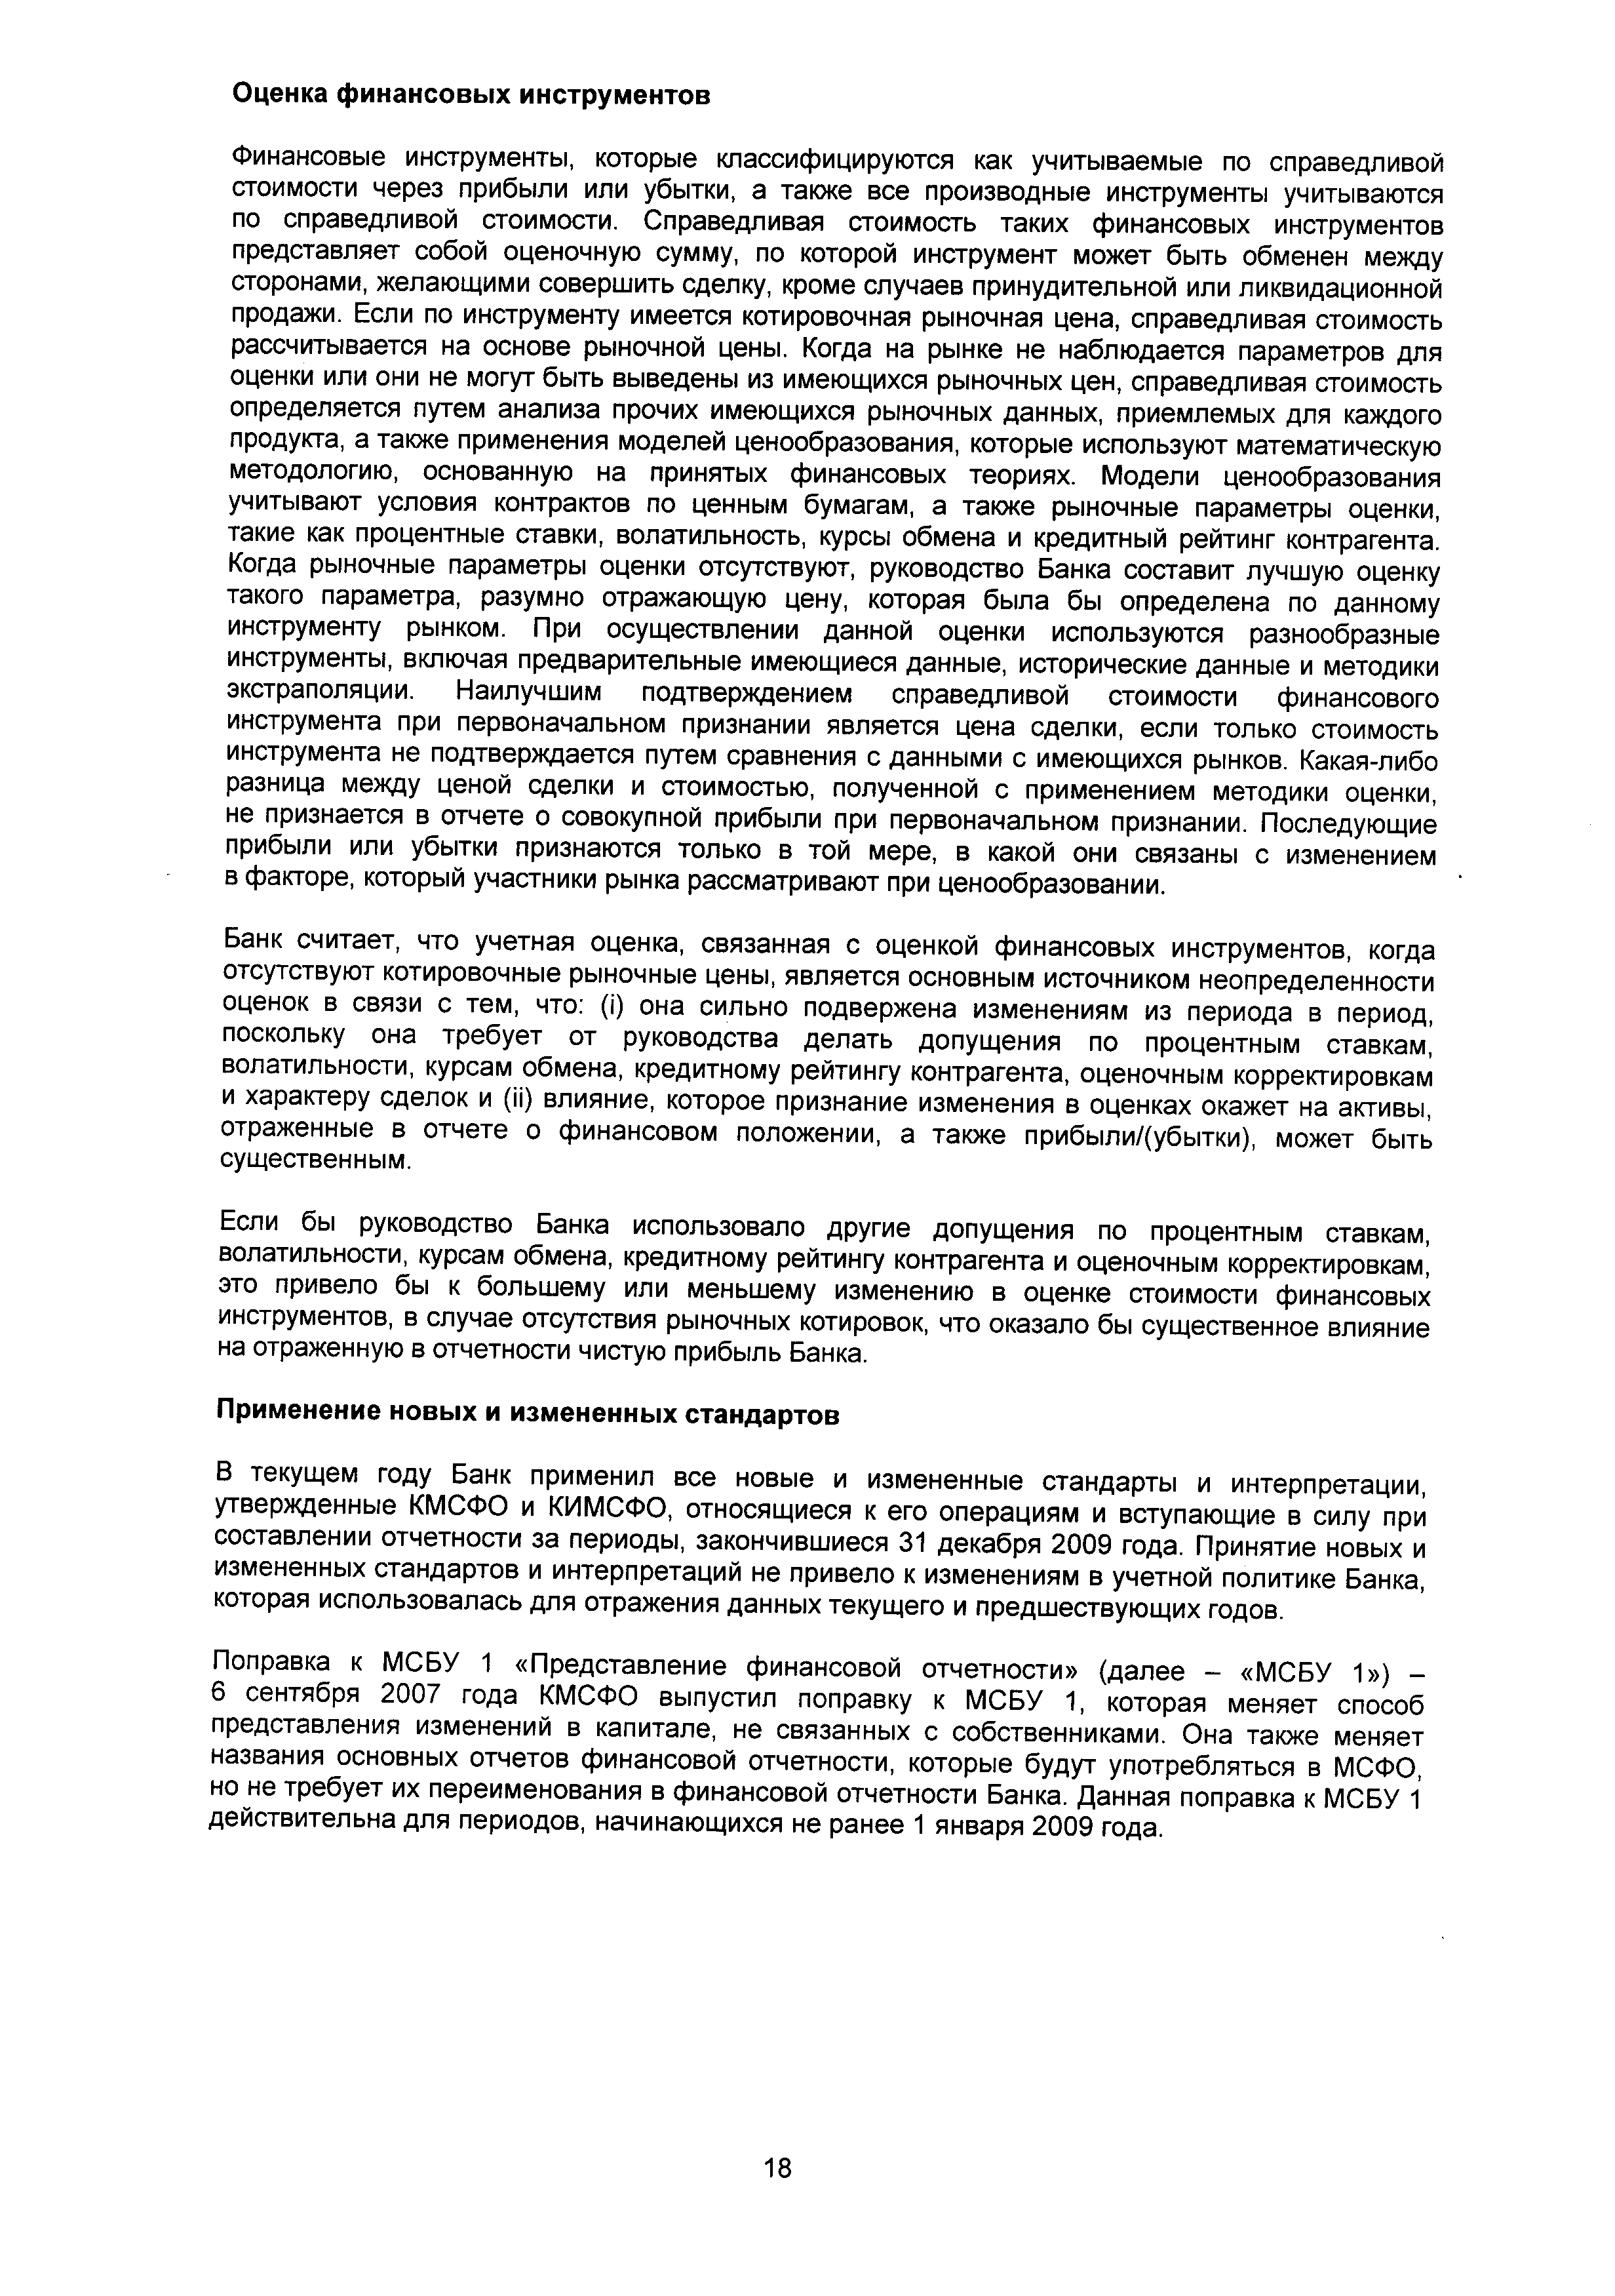 Оценка финансовых инструментов
Финансовые инструменты, которые классифицируются как учитываемые по справедливой
стоимости через прибыли или убытки, а также все производные инструменты учитываются
по справедливой стоимости. Справедливая стоимость таких финансовых инструментов
представляет собой оценочную сумму, по которой инструмент может быть обменен между
сторонами, желающими совершить сделку, кроме случаев принудительной или ликвидационной
продажи. Если по инструменту имеется котировочная рыночная цена, справедливая стоимость
рассчитывается на основе рыночной цены. Когда на рынке не наблюдается параметров для
оценки или они не могут быть выведены из имеющихся рыночных цен, справедливая стоимость
определяется путем анализа прочих имеющихся рыночных данных, приемлемых для каждого
продукта, а также применения моделей ценообразования, которые используют математическую
методологию, основанную на принятых финансовых теориях. Модели ценообразования
учитывают условия контрактов по ценным бумагам, а также рыночные параметры оценки,
такие как процентные ставки, волатильность, курсы обмена и кредитный рейтинг контрагента.
Когда рыночные параметры оценки отсутствуют, руководство Банка составит лучшую оценку
такого параметра, разумно отражающую цену, которая была бы определена по данному
инструменту рынком. При осуществлении данной оценки используются разнообразные
инструменты, включая предварительные имеющиеся данные, исторические данные и методики
экстраполяции. Наилучшим подтверждением справедливой стоимости финансового
инструмента при первоначальном признании является цена сделки, если только стоимость
инструмента не подтверждается путем сравнения с данными с имеющихся рынков. Какая-либо
разница между ценой сделки и стоимостью, полученной с применением методики оценки,
не признается в отчете о совокупной прибыли при первоначальном признании. Последующие
прибыли или убытки признаются только в той мере, в какой они связаны с изменением
в факторе, который участники рынка рассматривают при ценообразовании.
Банк считает, что учетная оценка, связанная с оценкой финансовых инструментов, когда
отсутствуют котировочные рыночные цены, является основным источником неопределенности
оценок в связи с тем, что: (i) она сильно подвержена изменениям из периода в период,
поскольку она требует от руководства делать допущения по процентным ставкам,
волатильности, курсам обмена, кредитному рейтингу контрагента, оценочным корректировкам
и характеру сделок и (ii) влияние, которое признание изменения в оценках окажет на активы,
отраженные в отчете о финансовом положении, а также прибыли/(убытки), может быть
существенным.
Если бы руководство Банка использовало другие допущения по процентным ставкам,
волатильности, курсам обмена, кредитному рейтингу контрагента и оценочным корректировкам,
это привело бы к большему или меньшему изменению в оценке стоимости финансовых
инструментов, в случае отсутствия рыночных котировок, что оказало бы существенное влияние
на отраженную в отчетности чистую прибыль Банка.
Применение новых и измененных стандартов
В текущем году Банк применил все новые и измененные стандарты и интерпретации,
утвержденные КМСФО и КИМСФО, относящиеся к его операциям и вступающие в силу при
составлении отчетности за периоды, закончившиеся 31 декабря 2009 года. Принятие новых и
измененных стандартов и интерпретаций не привело к изменениям в учетной политике Банка,
которая использовалась для отражения данных текущего и предшествующих годов.
Поправка к МСБУ 1 «Представление финансовой отчетности» (далее – «МСБУ 1») –
6 сентября 2007 года КМСФО выпустил поправку к МСБУ 1, которая меняет способ
представления изменений в капитале, не связанных с собственниками. Она также меняет
названия основных отчетов финансовой отчетности, которые будут употребляться в МСФО,
но не требует их переименования в финансовой отчетности Банка. Данная поправка к МСБУ 1
действительна для периодов, начинающихся не ранее 1 января 2009 года.
18